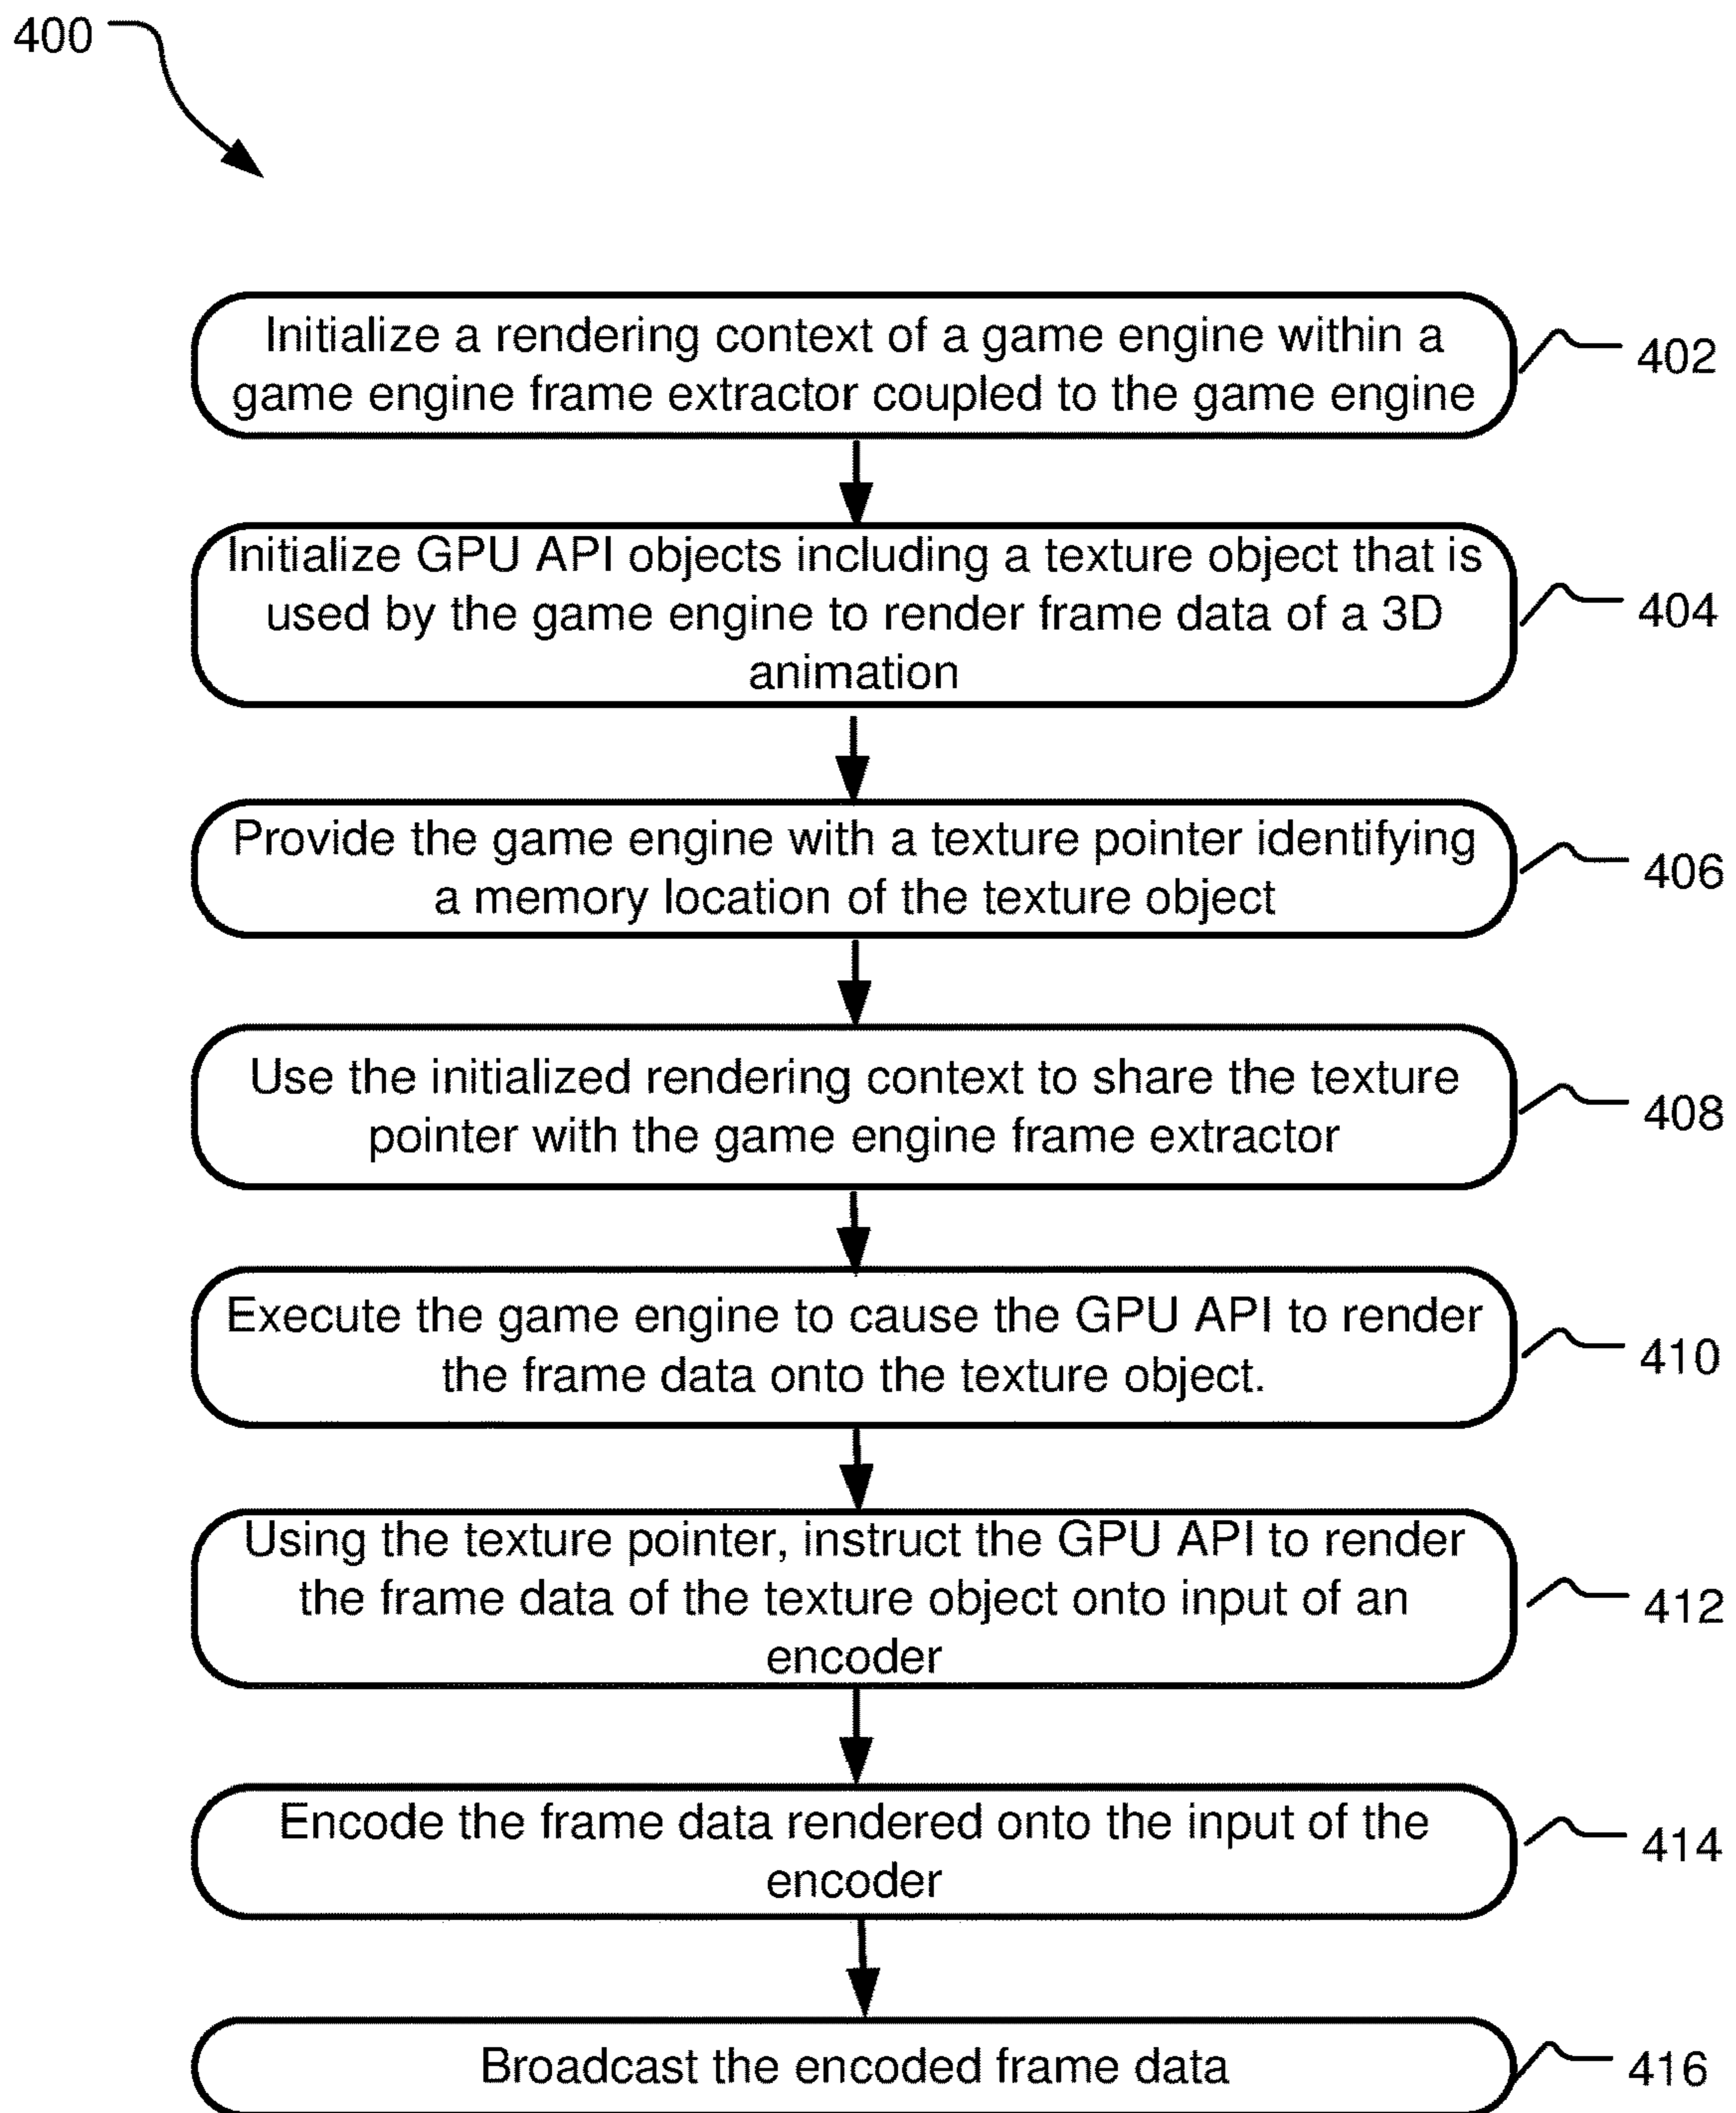 400
Initialize a rendering context of a game engine within a
game engine frame extractor coupled to the game engine
402
Initialize GPU API objects including a texture object that is
used by the game engine to render frame data of a 3D
animation
404
Provide the game engine with a texture pointer identifying
a memory location of the texture object
406
Use the initialized rendering context to share the texture
pointer with the game engine frame extractor
408
Execute the game engine to cause the GPU API to render
the frame data onto the texture object.
410
Using the texture pointer, instruct the GPU API to render
the frame data of the texture object onto input of an
encoder
412
Encode the frame data rendered onto the input of the
encoder
414
Broadcast the encoded frame data
416